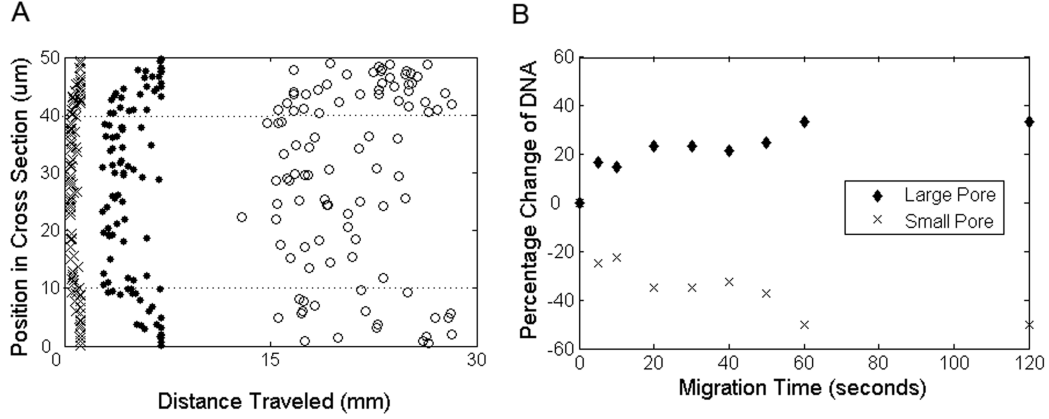 A
Position in Cross Section (um)
50
40
30
20
10
0
0
15
30
Distance Traveled (mm)
B
Percentage Change of DNA
60
40
20
0
-20
-40
-60
Large Pore
Small Pore
0
20
40
60
80
100
120
Migration Time (seconds)